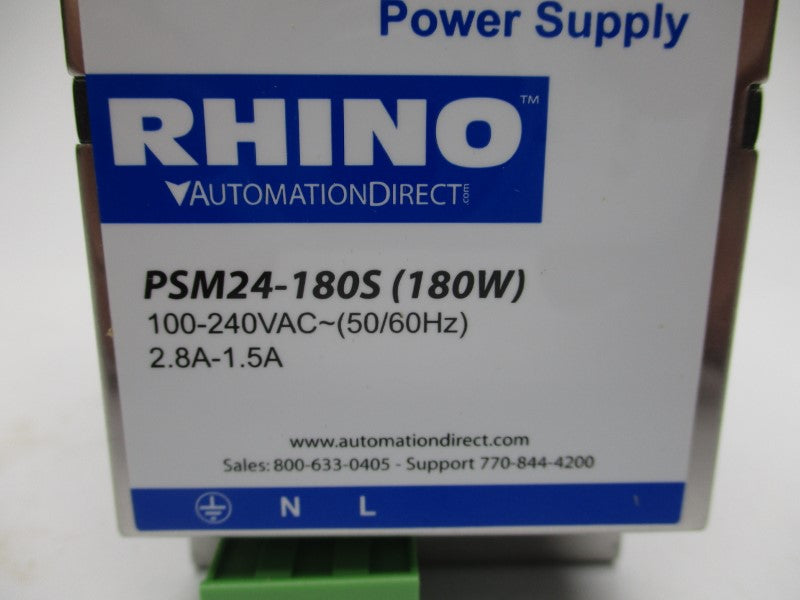 Power Supply
RHINO™
AUTOMATIONDIRECT.com
PSM24-180S (180W)
100-240VAC~(50/60Hz)
2.8A-1.5A
www.automationdirect.com
Sales: 800-633-0405 - Support 770-844-4200
N L